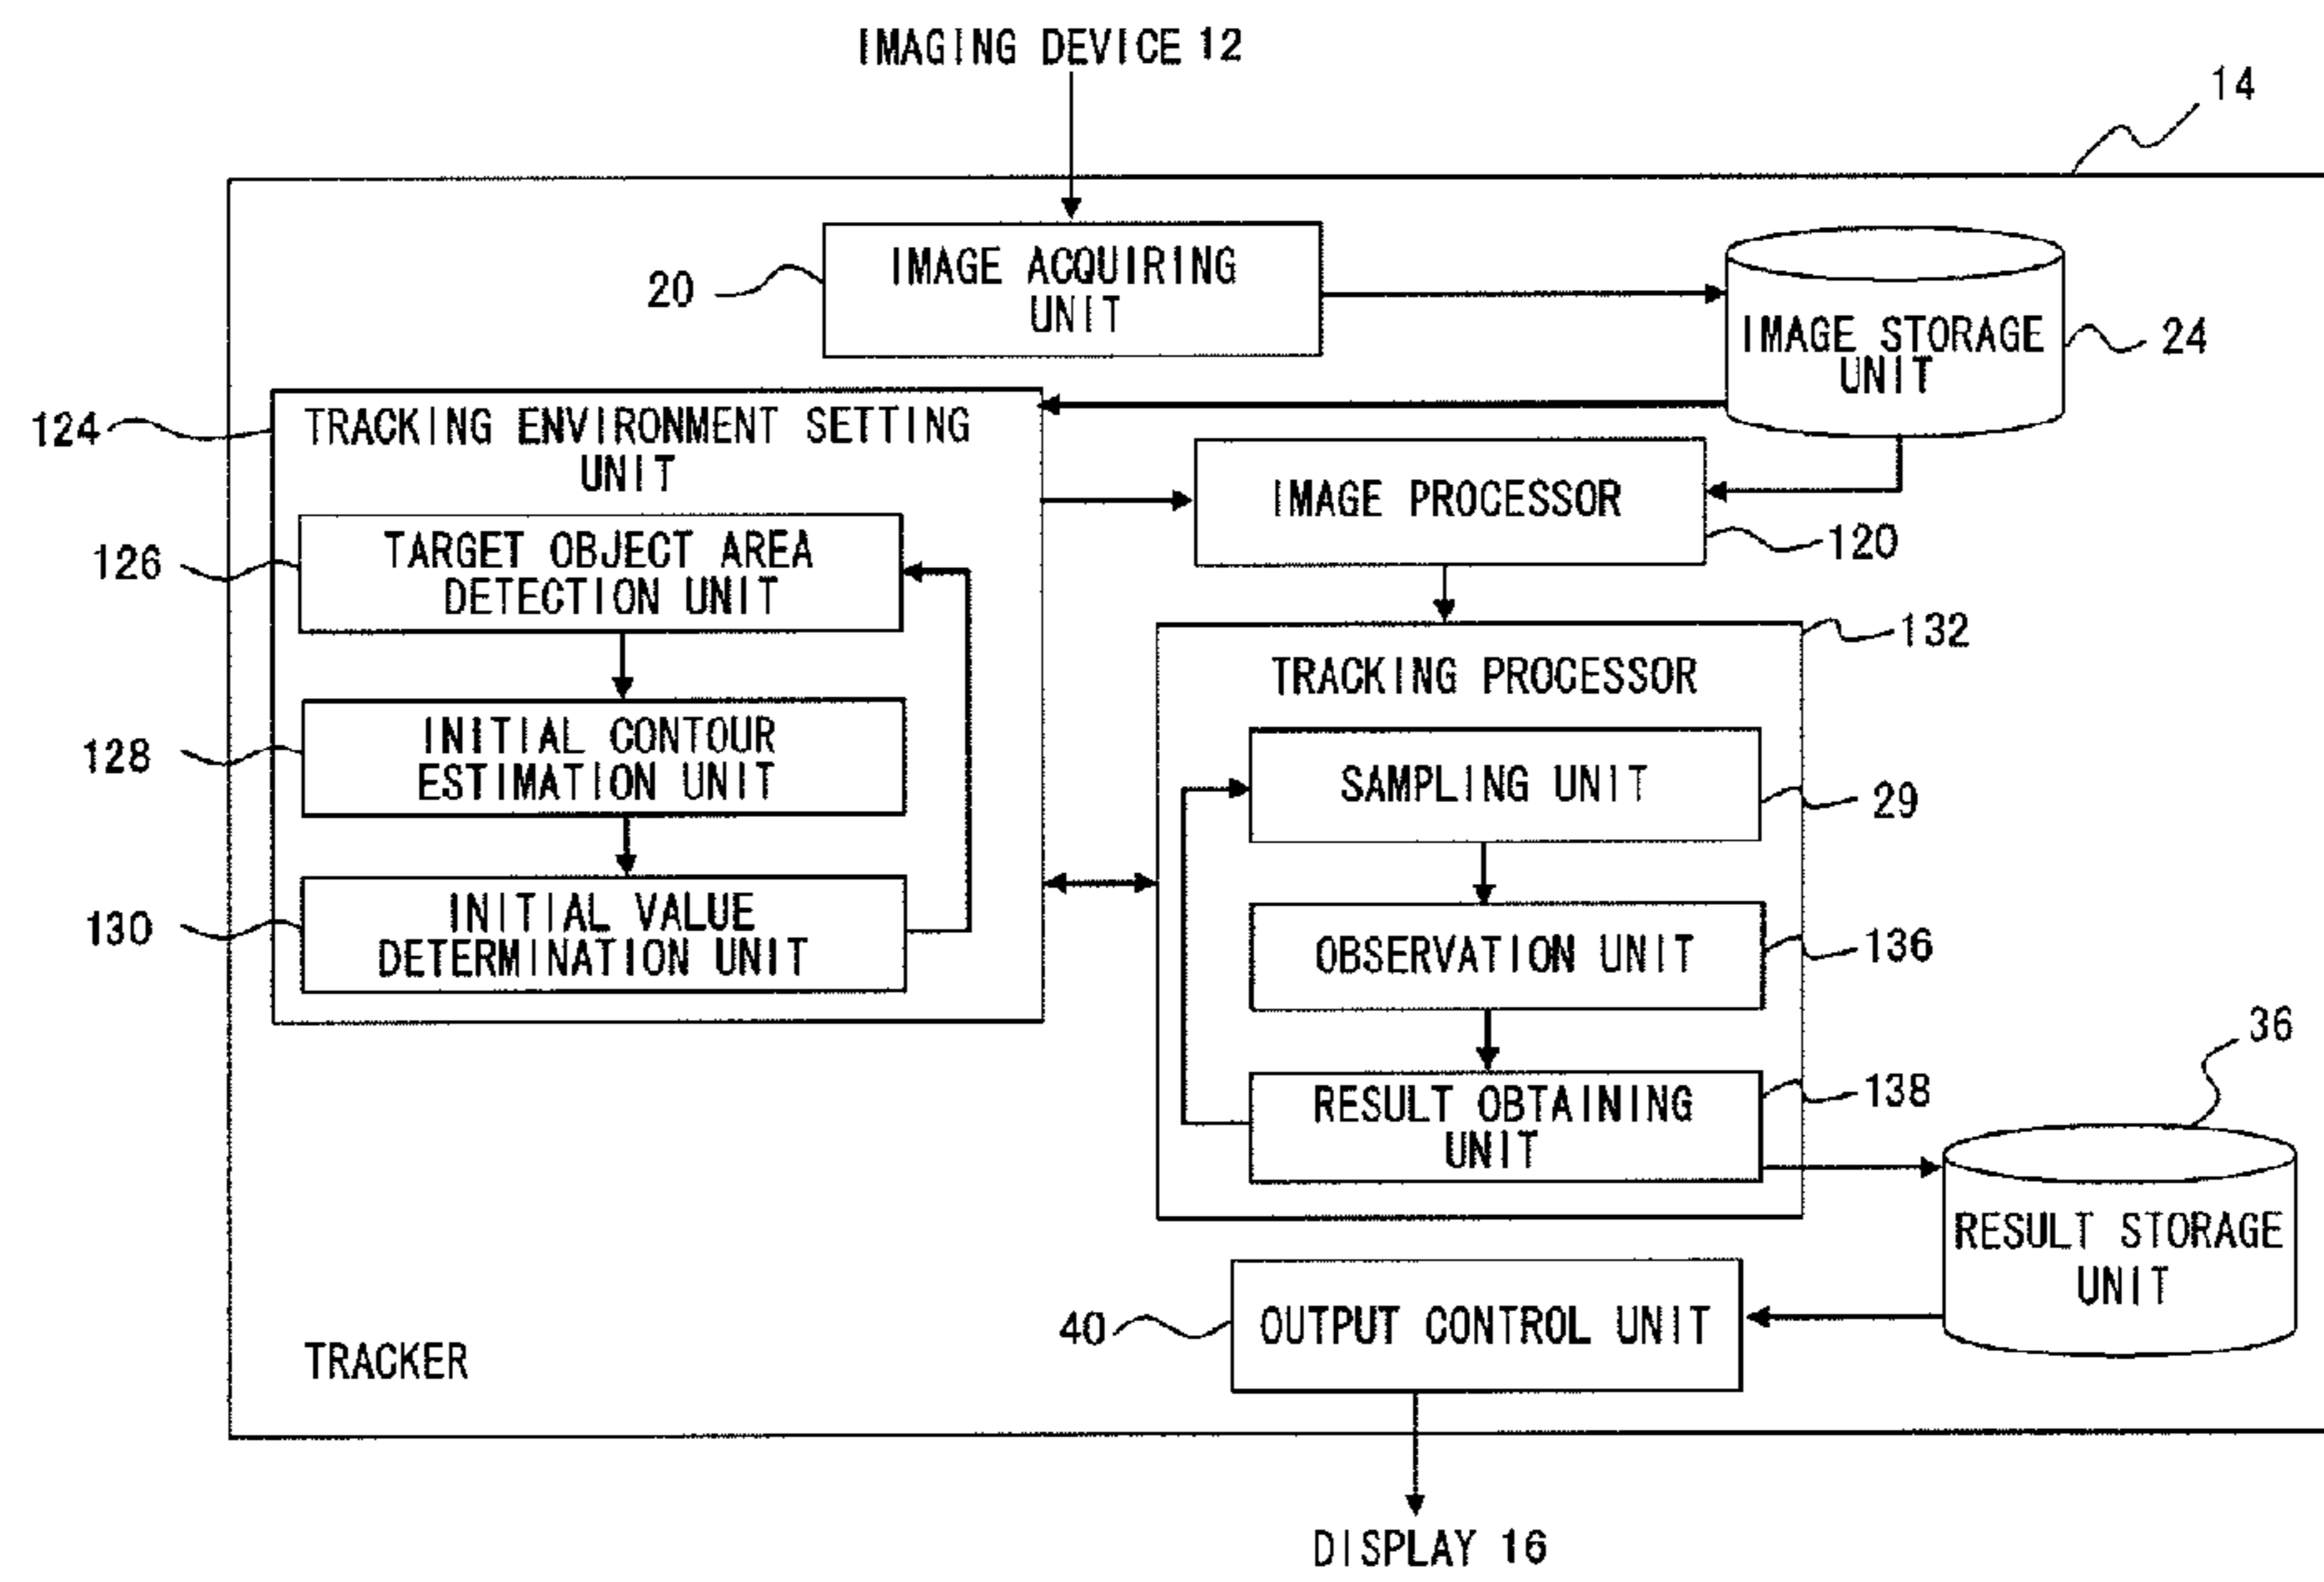 IMAGING DEVICE 12
14
20
IMAGE ACQUIRING
UNIT
IMAGE STORAGE
UNIT
24
124
TRACKING ENVIRONMENT SETTING
UNIT
IMAGE PROCESSOR
120
126
TARGET OBJECT AREA
DETECTION UNIT
132
TRACKING PROCESSOR
128
INITIAL CONTOUR
ESTIMATION UNIT
SAMPLING UNIT
29
130
INITIAL VALUE
DETERMINATION UNIT
OBSERVATION UNIT
136
36
RESULT OBTAINING
UNIT
138
RESULT STORAGE
UNIT
40
OUTPUT CONTROL UNIT
TRACKER
DISPLAY 16